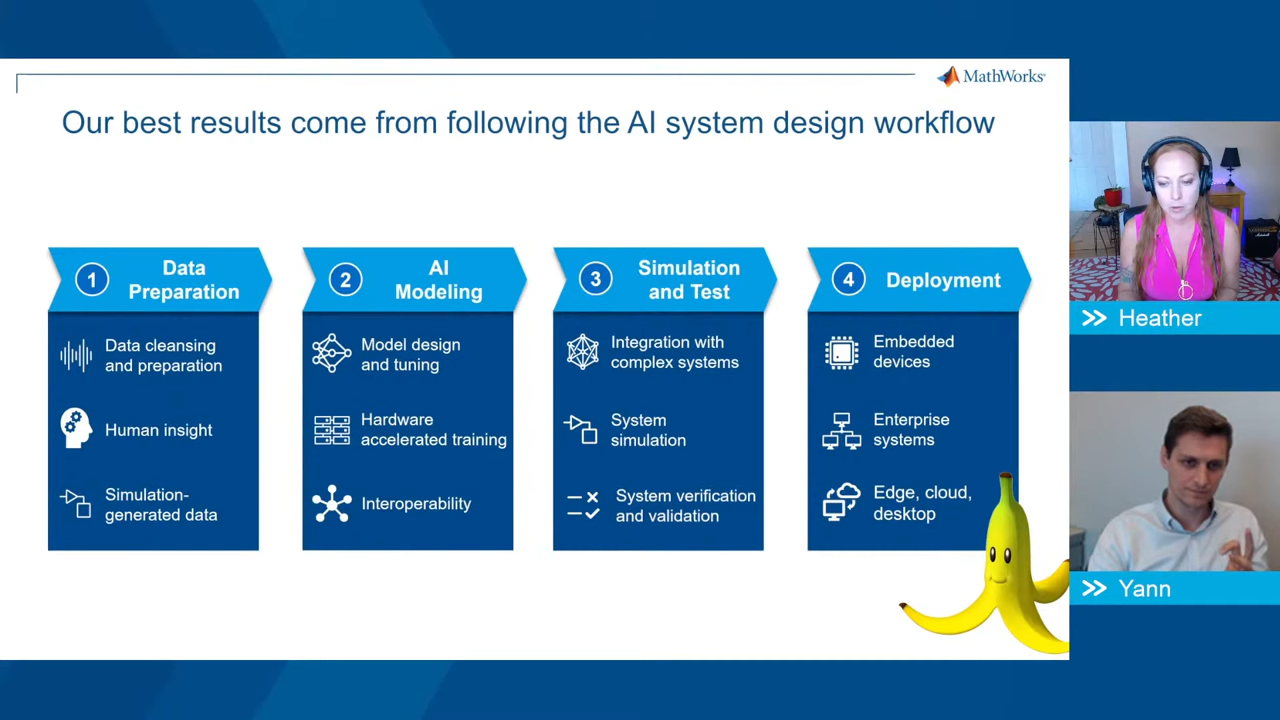 MathWorks®
Our best results come from following the AI system design workflow
1
Data
Preparation
Data cleansing
and preparation
Human insight
Simulation-
generated data
2
AI
Modeling
Model design
and tuning
Hardware
accelerated training
Interoperability
3
Simulation
and Test
Integration with
complex systems
System
simulation
System verification
and validation
4
Deployment
Embedded
devices
Enterprise
systems
Edge, cloud,
desktop
Heather
Yann